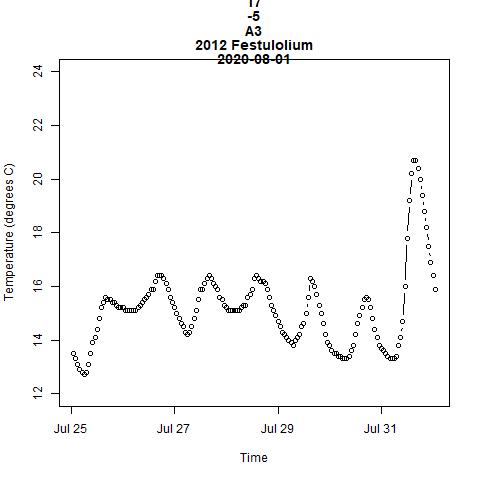 17
-5
A3
2012 Festulolium
2020-08-01
24
22
20
18
16
14
12
Temperature (degrees C)
Jul 25
Jul 27
Jul 29
Jul 31
Time